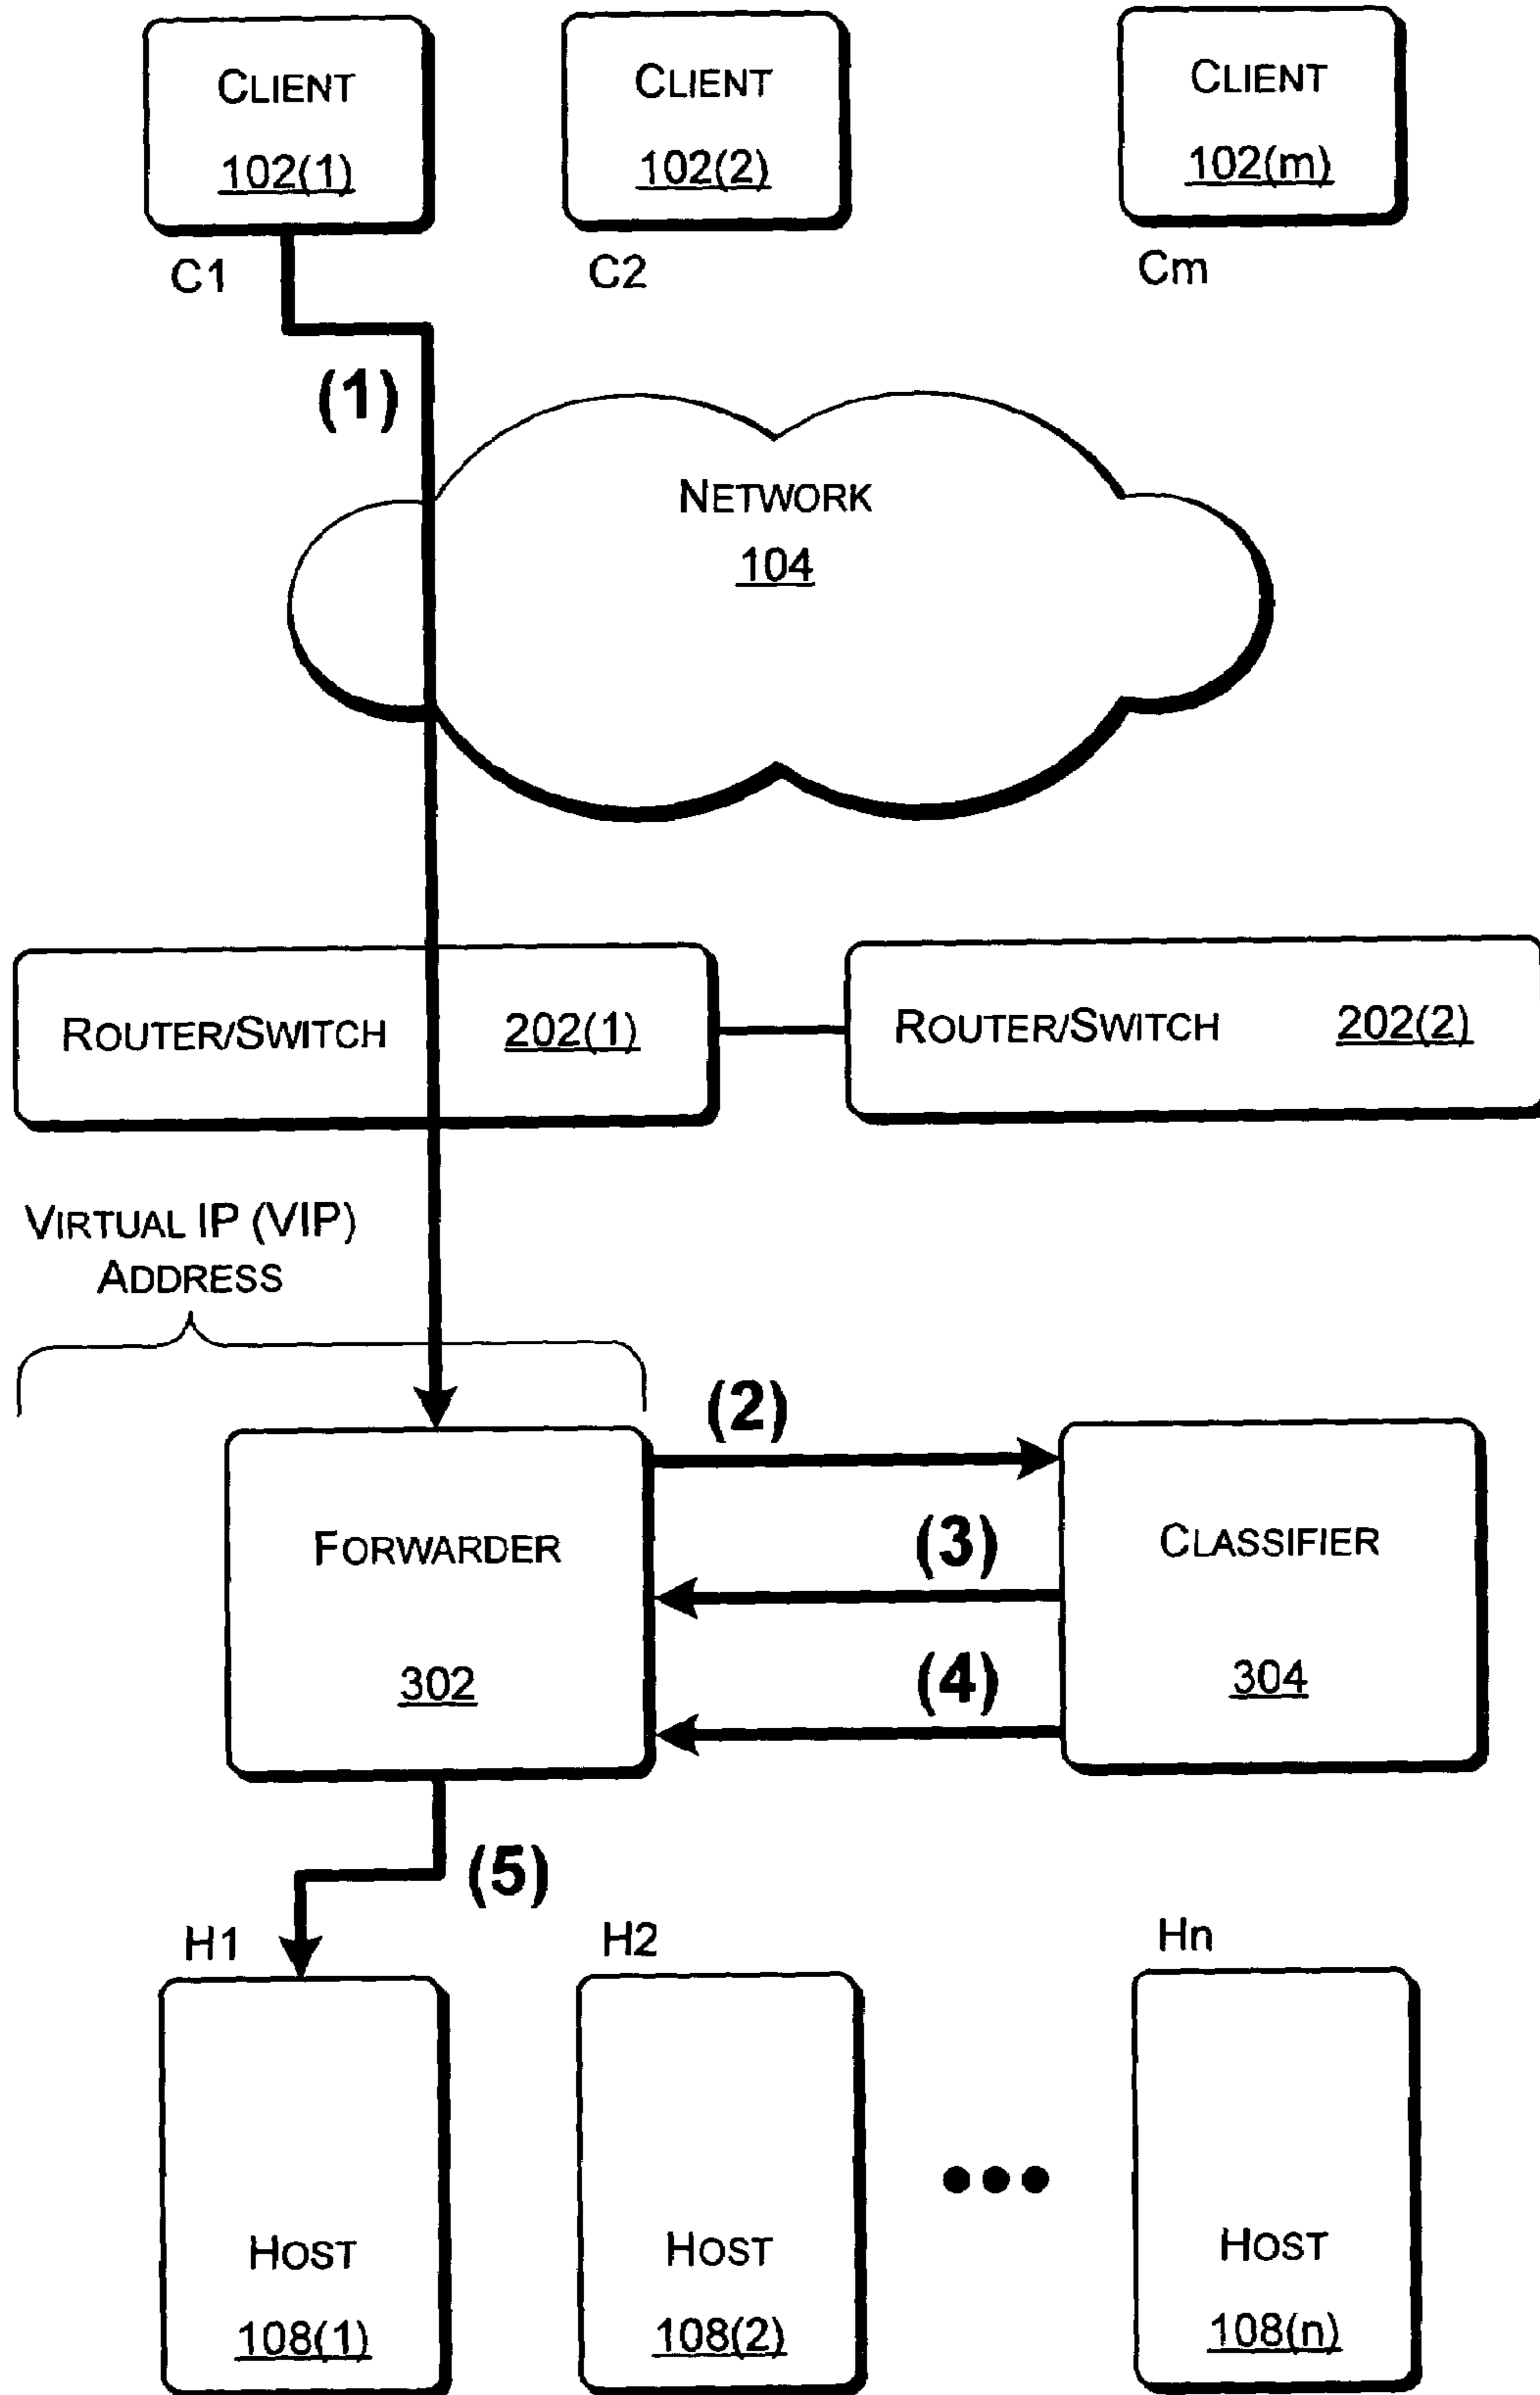 CLIENT
102(1)
CLIENT
102(2)
CLIENT
102(m)
C1
C2
Cm
(1)
NETWORK
104
ROUTER/SWITCH 202(1)
ROUTER/SWITCH 202(2)
VIRTUAL IP (VIP)
ADDRESS
(2)
(3)
(4)
FORWARDER
302
CLASSIFIER
304
(5)
H1
H2
Hn
HOST
108(1)
HOST
108(2)
HOST
108(n)